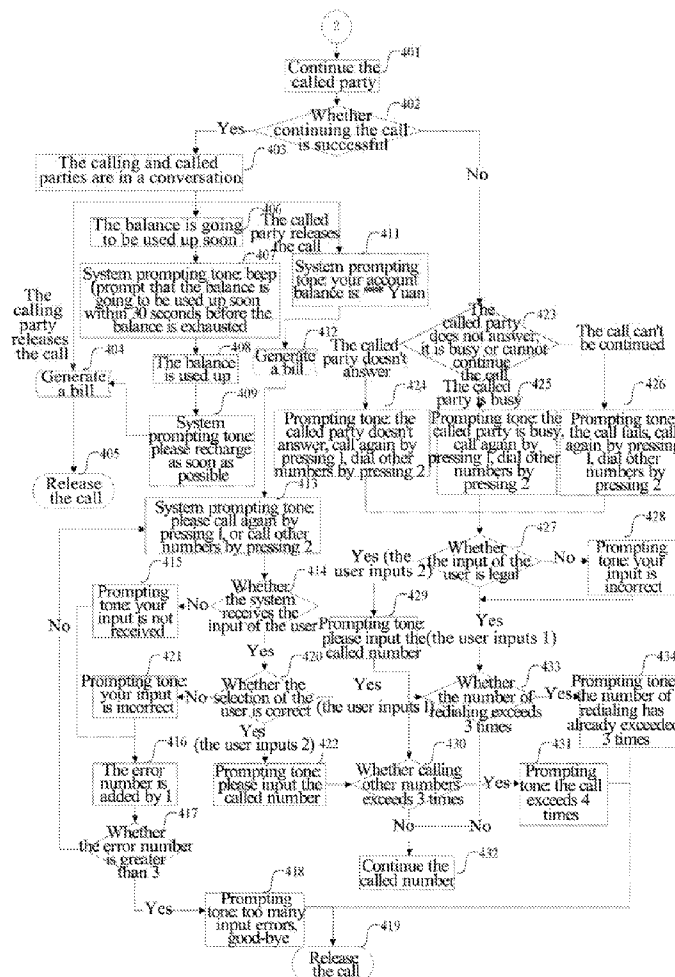 2
401
Continue the
called party
402
Whether
continuing the call
is successful
Yes
403
No
The calling and called
parties are in a conversation
406
The balance is going
to be used up soon
The called
party releases
the call
411
407
System prompting tone: beep
(prompt that the balance is
going to be used up soon
within 30 seconds before the
balance is exhausted
System prompting
tone: your account
balance is **** Yuan
423
The
called party
does not answer,
it is busy or cannot
continue
the call
The
calling
party
releases
the call
404
Generate
a bill
408
The balance
is used up
412
Generate
a bill
The called
party doesn't
answer
The called
party is busy
The call can't
be continued
409
System
prompting tone:
please recharge
as soon as
possible
405
Release
the call
424
Prompting tone: the
called party doesn't
answer, call again by
pressing 1, dial other
numbers by pressing 2
425
Prompting tone: the
called party is busy,
call again by
pressing 1, dial other
numbers by
pressing 2
426
Prompting tone:
the call fails, call
again by pressing
1, dial other
numbers by
pressing 2
413
System prompting tone:
please call again by
pressing 1, or call other
numbers by pressing 2
427
Whether
the input of the
user is legal
No
428
Prompting
tone: your
input is
incorrect
Yes (the
user inputs 2)
415
Prompting
tone: your
input is not
received
No
414
Whether
the system
receives the
input of the user
429
Prompting tone:
please input the
called number
Yes
(the user inputs 1)
No
Yes
421
Prompting tone:
your input
is incorrect
No
420
Whether the
selection of the
user is correct
Yes
(the user inputs 1)
433
Whether
the number of
redialing exceeds
3 times
Yes
434
Prompting
tone: the
number of
redialing has
already exceeded
3 times
Yes
(the user inputs 2)
416
The error
number is
added by 1
422
Prompting tone:
please input the
called number
430
Whether calling
other numbers
exceeds 3 times
Yes
431
Prompting
tone: the call
exceeds 4
times
417
Whether
the error number
is greater
than 3
No
No
432
Continue the
called number
Yes
418
Prompting
tone: too many
input errors,
good-bye
419
Release
the call